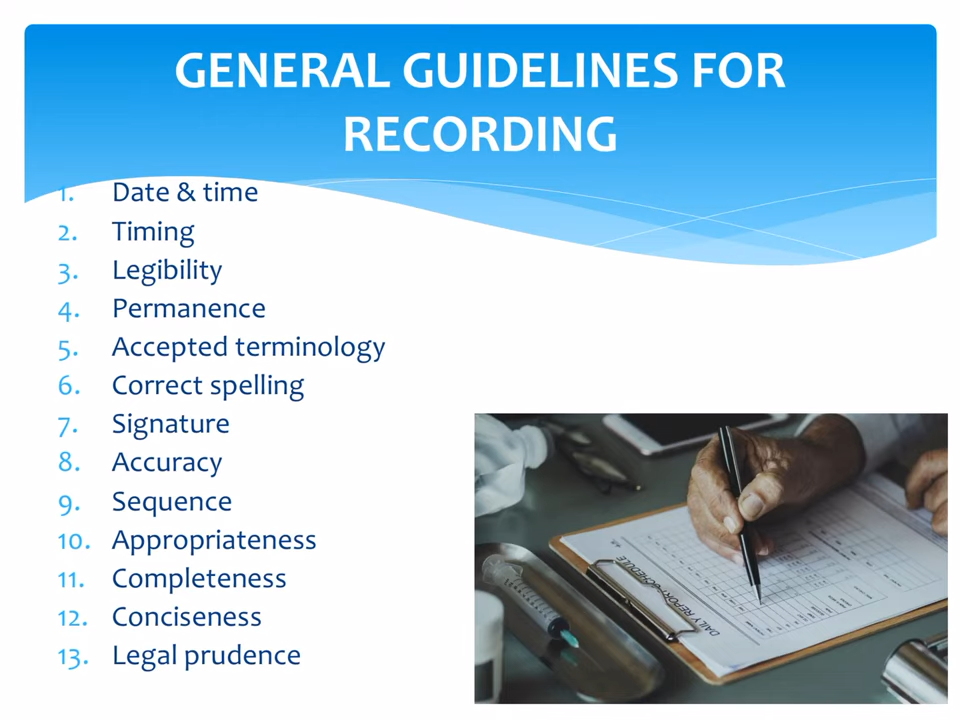 GENERAL GUIDELINES FOR
RECORDING
1. Date & time
2. Timing
3. Legibility
4. Permanence
5. Accepted terminology
6. Correct spelling
7. Signature
8. Accuracy
9. Sequence
10. Appropriateness
11. Completeness
12. Conciseness
13. Legal prudence
DAILY REPORT SCHEDULE